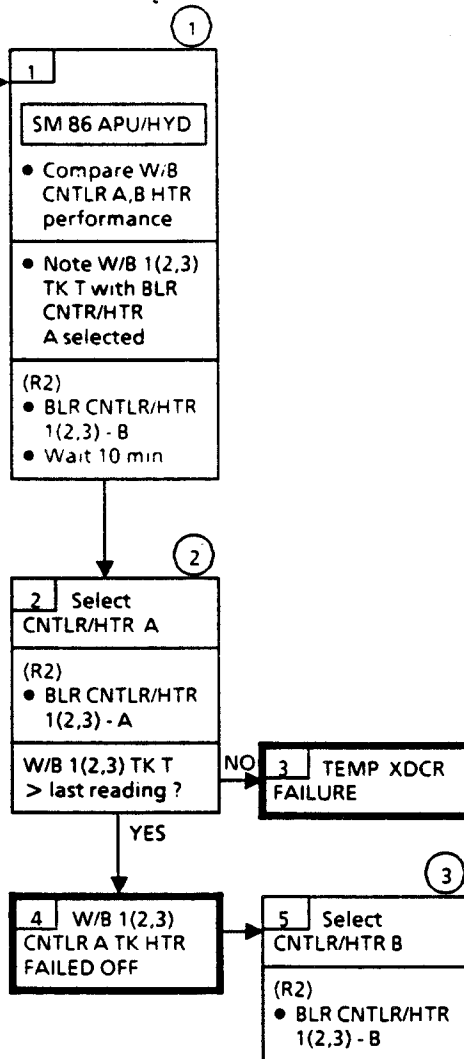 1
1
SM 86 APU/HYD
• Compare W/B
CNTLR A,B HTR
performance
• Note W/B 1(2,3)
TK T with BLR
CNTR/HTR
A selected
(R2)
• BLR CNTLR/HTR
1(2,3) - B
• Wait 10 min
2
2 Select
CNTLR/HTR A
(R2)
• BLR CNTLR/HTR
1(2,3) - A
W/B 1(2,3) TK T
> last reading ?
NO
3 TEMP XDCR
FAILURE
YES
4 W/B 1(2,3)
CNTLR A TK HTR
FAILED OFF
3
5 Select
CNTLR/HTR B
(R2)
• BLR CNTLR/HTR
1(2,3) - B